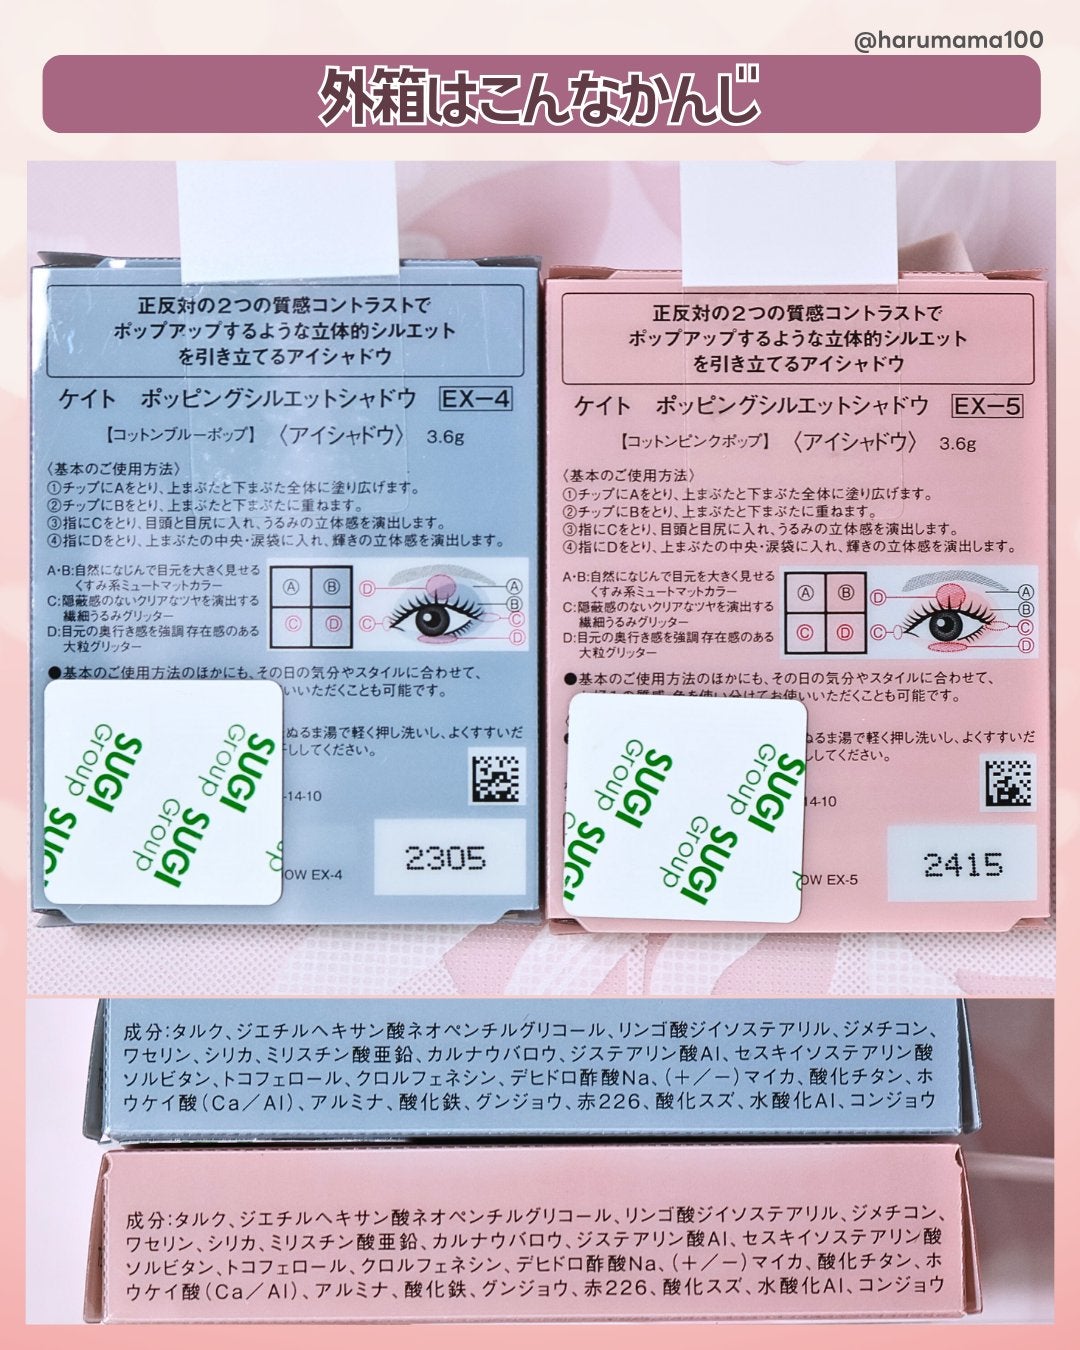 @harumama100
外箱はこんなかんじ
正反対の2つの質感コントラストで
ポップアップするような立体的シルエット
を引き立てるアイシャドウ
ケイト ポッピングシルエットシャドウ EX-4
【コットンブルーポップ】〈アイシャドウ〉 3.6g
〈基本のご使用方法〉
①チップにAをとり、上まぶたと下まぶた全体に塗り広げます。
②チップにBをとり、上まぶたと下まぶたに重ねます。
③指にCをとり、目頭と目尻に入れ、うるみの立体感を演出します。
④指にDをとり、上まぶたの中央・涙袋に入れ、輝きの立体感を演出します。
A・B:自然になじんで目元を大きく見せる
くすみ系ミュートマットカラー
C:隠蔽感のないクリアなツヤを演出する
繊細うるみグリッター
D:目元の奥行き感を強調 存在感のある
大粒グリッター
Ⓐ Ⓑ
Ⓒ Ⓓ
Ⓓ
Ⓒ
Ⓐ
Ⓑ
Ⓒ
Ⓓ
●基本のご使用方法のほかにも、その日の気分やスタイルに合わせて、
いいただくことも可能です。
ぬるま湯で軽く押し洗いし、よくすすいだ
ししてください。
-14-10
2305
OW EX-4
SUGI
Group
SUGI
Group
SUGI
Group
SUGI
正反対の2つの質感コントラストで
ポップアップするような立体的シルエット
を引き立てるアイシャドウ
ケイト ポッピングシルエットシャドウ EX-5
【コットンピンクポップ】〈アイシャドウ〉 3.6g
〈基本のご使用方法〉
①チップにAをとり、上まぶたと下まぶた全体に塗り広げます。
②チップにBをとり、上まぶたと下まぶたに重ねます。
③指にCをとり、目頭と目尻に入れ、うるみの立体感を演出します。
④指にDをとり、上まぶたの中央・涙袋に入れ、輝きの立体感を演出します。
A・B:自然になじんで目元を大きく見せる
くすみ系ミュートマットカラー
C:隠蔽感のないクリアなツヤを演出する
繊細うるみグリッター
D:目元の奥行き感を強調 存在感のある
大粒グリッター
Ⓐ Ⓑ
Ⓒ Ⓓ
Ⓓ
Ⓒ
Ⓐ
Ⓑ
Ⓒ
Ⓓ
●基本のご使用方法のほかにも、その日の気分やスタイルに合わせて、
質感・色を使い分けてお使いいただくことも可能です。
ぬるま湯で軽く押し洗いし、よくすすいだ
ししてください。
14-10
2415
OW EX-5
SUGI
Group
SUGI
Group
SUGI
Group
SUGI
成分:タルク、ジエチルヘキサン酸ネオペンチルグリコール、リンゴ酸ジイソステアリル、ジメチコン、
ワセリン、シリカ、ミリスチン酸亜鉛、カルナウバロウ、ジステアリン酸Al、セスキイソステアリン酸
ソルビタン、トコフェロール、クロルフェネシン、デヒドロ酢酸Na、(+/−)マイカ、酸化チタン、ホ
ウケイ酸(Ca/Al)、アルミナ、酸化鉄、グンジョウ、赤226、酸化スズ、水酸化Al、コンジョウ
成分:タルク、ジエチルヘキサン酸ネオペンチルグリコール、リンゴ酸ジイソステアリル、ジメチコン、
ワセリン、シリカ、ミリスチン酸亜鉛、カルナウバロウ、ジステアリン酸Al、セスキイソステアリン酸
ソルビタン、トコフェロール、クロルフェネシン、デヒドロ酢酸Na、(+/−)マイカ、酸化チタン、ホ
ウケイ酸(Ca/Al)、アルミナ、酸化鉄、グンジョウ、赤226、酸化スズ、水酸化Al、コンジョウ